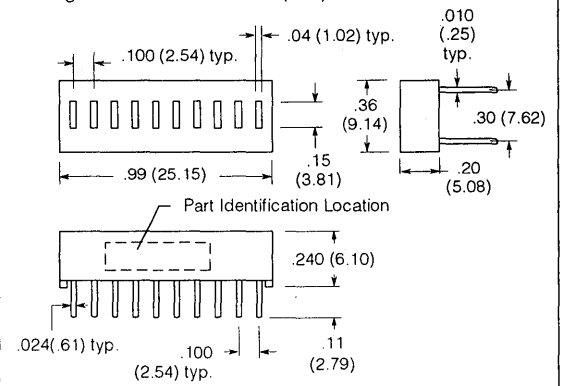 .100 (2.54) typ.
.04 (1.02) typ.
.010
(.25)
typ.
.36
(9.14)
.30 (7.62)
.99 (25.15)
.15
(3.81)
.20
(5.08)
Part Identification Location
.240 (6.10)
.024(.61) typ.
.100
(2.54) typ.
.11
(2.79)